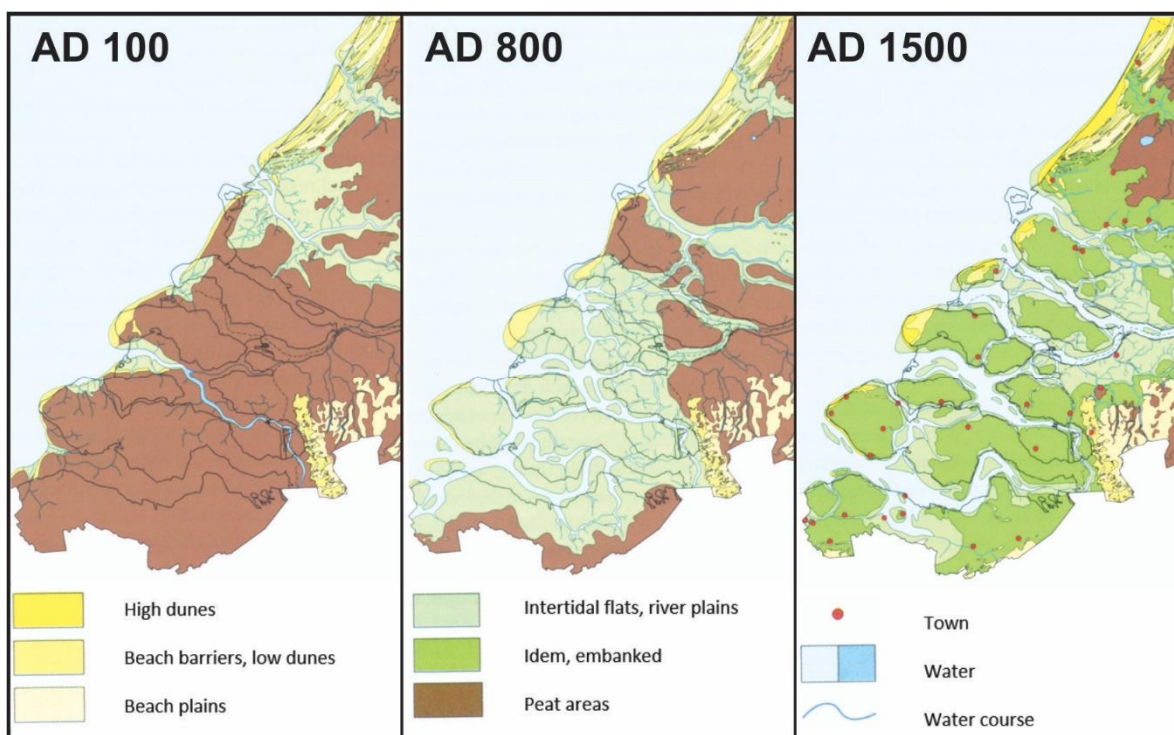 AD 100
AD 800
AD 1500
High dunes
Beach barriers, low dunes
Beach plains
Intertidal flats, river plains
Idem, embanked
Peat areas
Town
Water
Water course